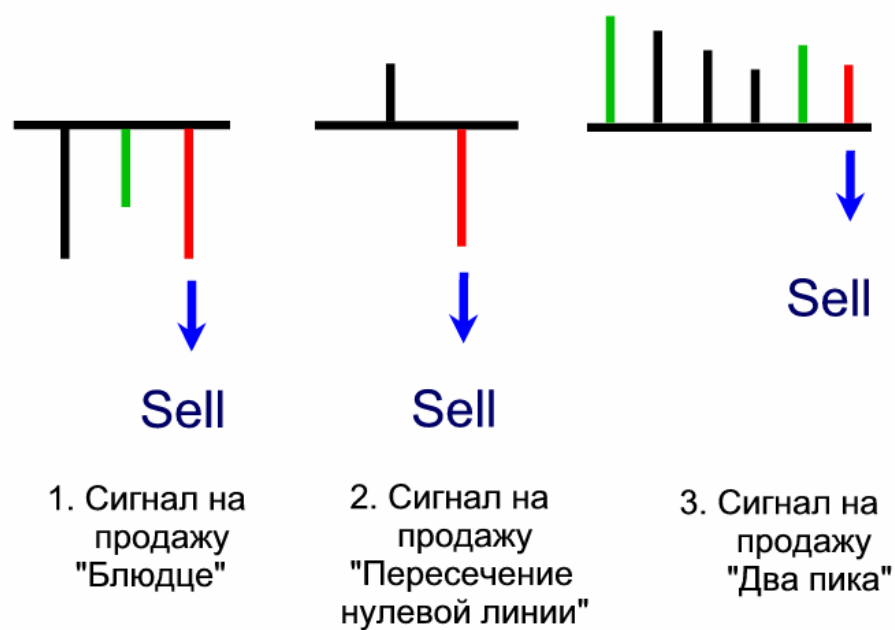 Sell
Sell
Sell
1. Сигнал на
продажу
"Блюдце"
2. Сигнал на
продажу
"Пересечение
нулевой линии"
3. Сигнал на
продажу
"Два пика"